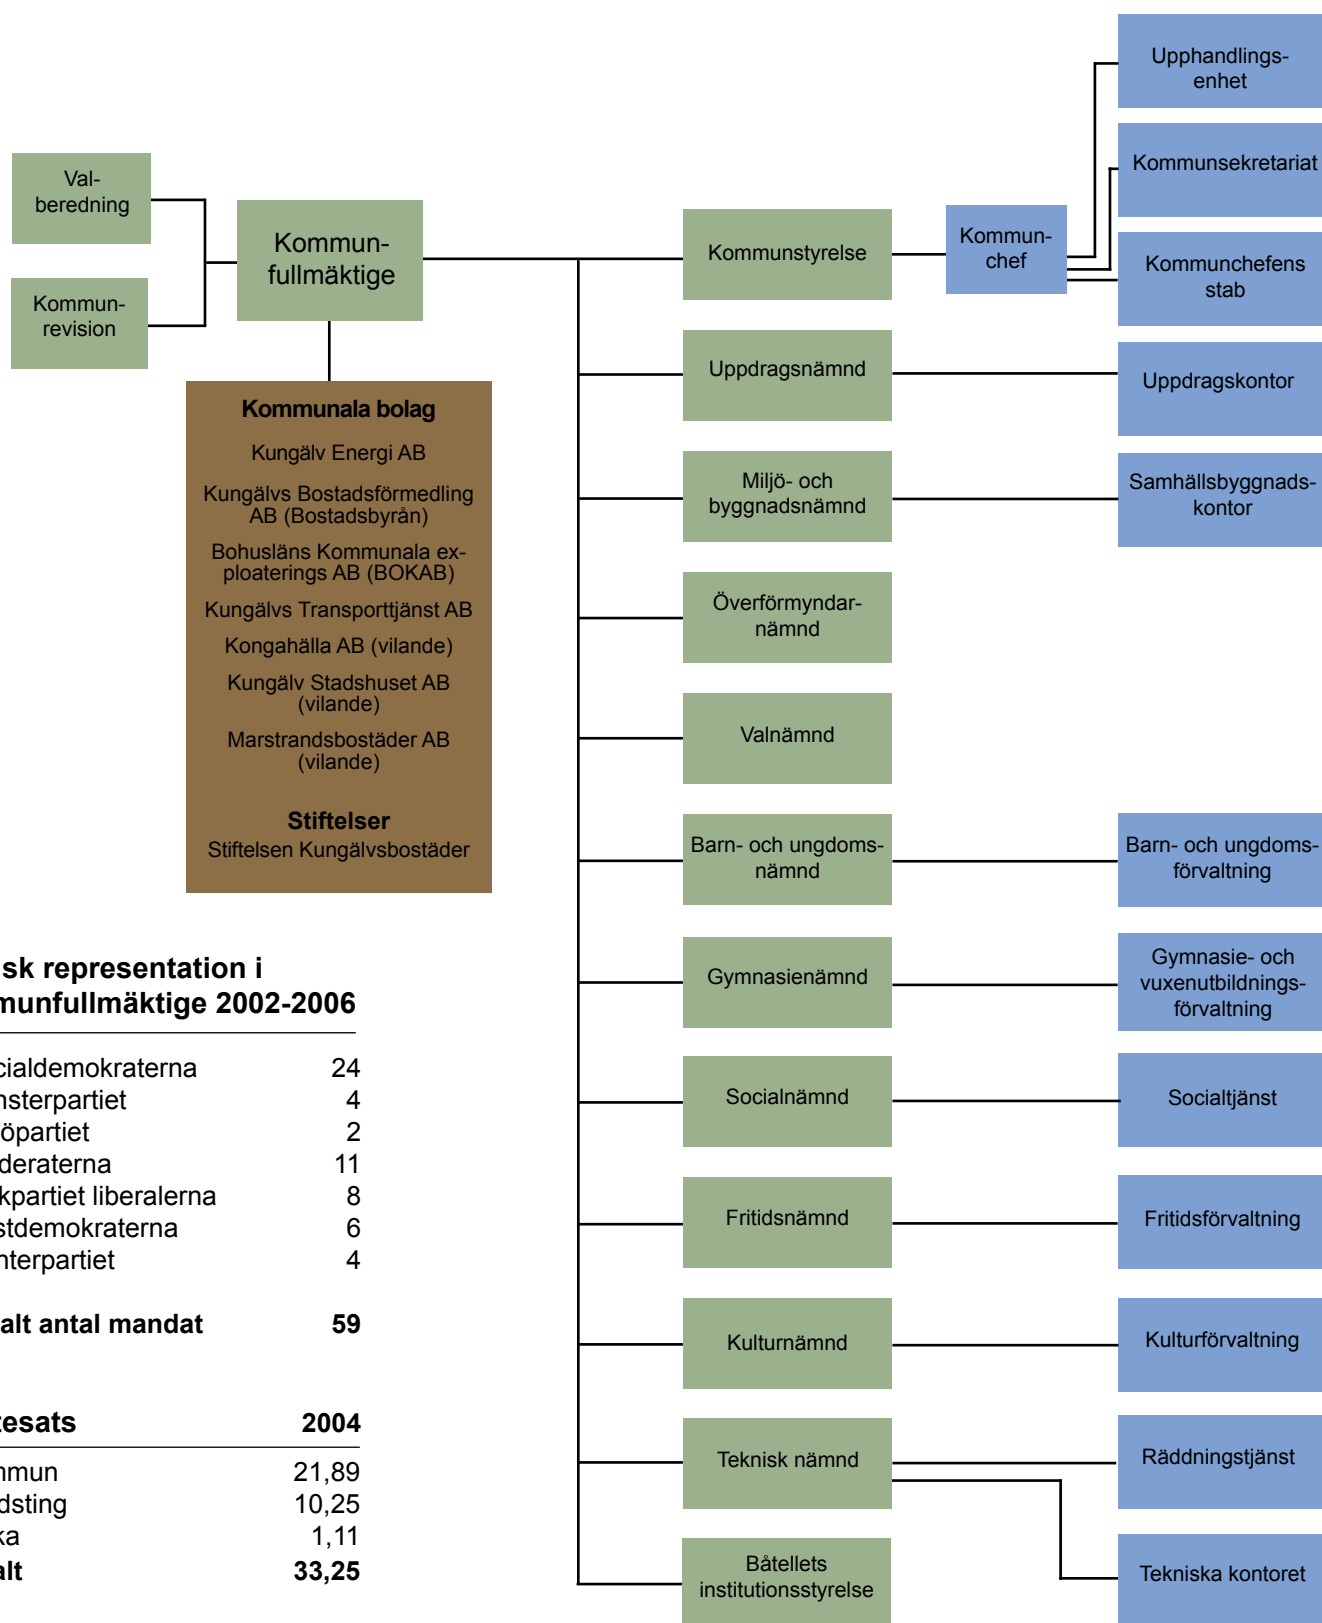 Val-
beredning
Kommun-
revision
Kommun-
fullmäktige
Kommunala bolag
Kungälv Energi AB
Kungälvs Bostadsförmedling
AB (Bostadsbyrån)
Bohusläns Kommunala ex-
ploaterings AB (BOKAB)
Kungälvs Transporttjänst AB
Kongahälla AB (vilande)
Kungälv Stadshuset AB
(vilande)
Marstrandsbostäder AB
(vilande)
Stiftelser
Stiftelsen Kungälvsbostäder
Kommunstyrelse
Uppdragsnämnd
Miljö- och
byggnadsnämnd
Överförmyndar-
nämnd
Valnämnd
Barn- och ungdoms-
nämnd
Gymnasienämnd
Socialnämnd
Fritidsnämnd
Kulturnämnd
Teknisk nämnd
Båtellets
institutionsstyrelse
Kommun-
chef
Upphandlings-
enhet
Kommunsekretariat
Kommunchefens
stab
Uppdragskontor
Samhällsbyggnads-
kontor
Barn- och ungdoms-
förvaltning
Gymnasie- och
vuxenutbildnings-
förvaltning
Socialtjänst
Fritidsförvaltning
Kulturförvaltning
Räddningstjänst
Tekniska kontoret
sk representation i
munfullmäktige 2002-2006
cialdemokraterna 24
nsterpartiet 4
öpartiet 2
deraterna 11
kpartiet liberalerna 8
stdemokraterna 6
nterpartiet 4
alt antal mandat 59
tesats 2004
mmun 21,89
dsting 10,25
ka 1,11
alt 33,25